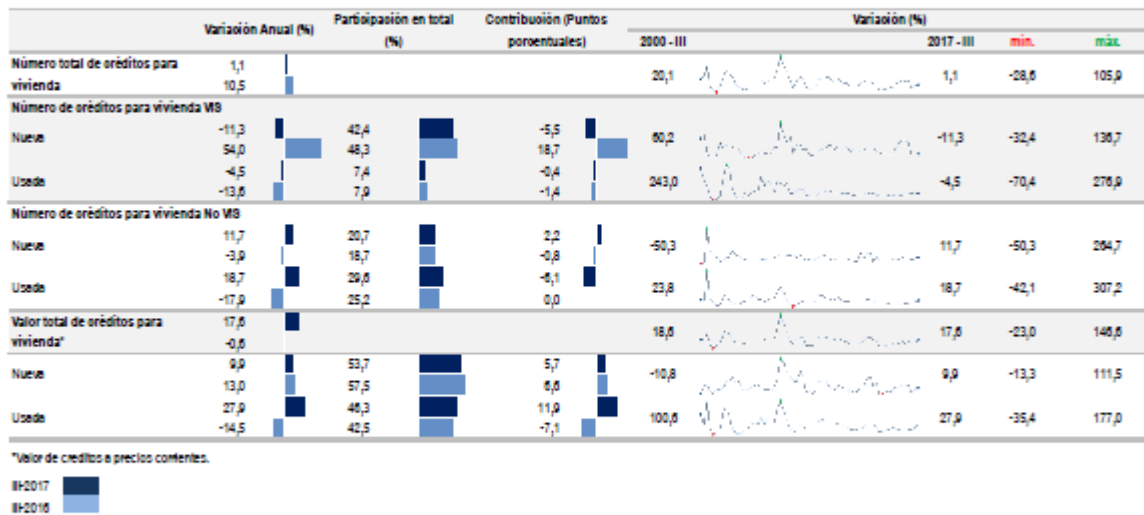 Variación Anual (%) Participación en total (%) Contribución (Puntos porcentuales) Variación (%)
2000 - III 2017 - III mín. máx.
Número total de créditos para vivienda 1,1 20,1 1,1 -28,6 105,9
10,5
Número de créditos para vivienda VIS
Nueva -11,3 42,4 -5,5 60,2 -11,3 -32,4 136,7
54,0 48,3 18,7
Usada -4,5 7,4 -0,4 243,0 -4,5 -70,4 276,9
-13,6 7,9 -1,4
Número de créditos para vivienda No VIS
Nueva 11,7 20,7 2,2 -50,3 11,7 -50,3 264,7
-3,9 18,7 -0,8
Usada 18,7 29,6 -6,1 23,8 18,7 -42,1 307,2
-17,9 25,2 0,0
Valor total de créditos para vivienda* 17,6 18,6 17,6 -23,0 146,6
-0,6
Nueva 9,9 53,7 5,7 -10,8 9,9 -13,3 111,5
13,0 57,5 6,6
Usada 27,9 46,3 11,9 100,6 27,9 -35,4 177,0
-14,5 42,5 -7,1
*Valor de creditos a precios corrientes.
III-2017
III-2016